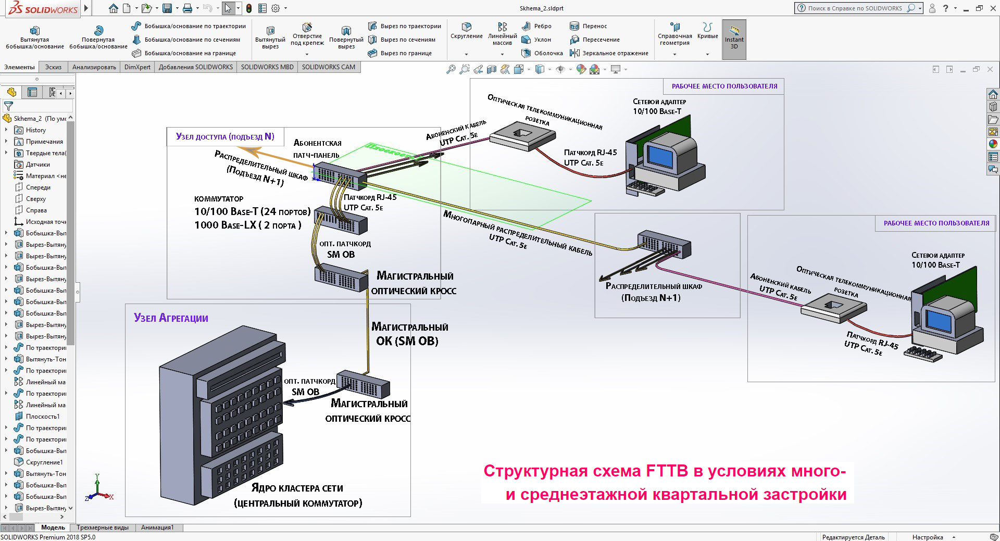 SOLIDWORKS
Skhema_2.sldprt
Поиск в Справке по SOLIDWORKS
Вытянутая бобышка/основание
Повернутая бобышка/основание
Бобышка/основание по траектории
Бобышка/основание по сечениям
Бобышка/основание на границе
Вытянутый вырез
Отверстие под крепеж
Повернутый вырез
Вырез по траектории
Вырез по сечениям
Вырез по границе
Скругление
Линейный массив
Ребро
Уклон
Оболочка
Перенос
Пересечение
Зеркальное отражение
Справочная геометрия
Кривые
Instant 3D
Элементы
Эскиз
Анализировать
DimXpert
Добавления SOLIDWORKS
SOLIDWORKS MBD
SOLIDWORKS CAM
Skhema_2 (По умо
History
Примечания
Твердые тела(
Датчики
Материал <не
Спереди
Сверху
Справа
Исходная точк
Бобышка-Выт
Вырез-Вытяну
Вырез-Вытяну
Бобышка-Выт
Вырез-Вытяну
Бобышка-Выт
Бобышка-Выт
Бобышка-Выт
Вырез-Вытяну
Вырез-Вытяну
По траектори
Вытянуть-Тон
По траектори
Линейный ма
По траектори
Линейный ма
Плоскость1
По траектори
По траектори
Бобышка-Выт
Скругление1
Вытянуть-Тон
Бобышка-Выт
Бобышка-Выт
Вырез-Вытяну
РАБОЧЕЕ МЕСТО ПОЛЬЗОВАТЕЛЯ
Оптическая телекоммуникационная
розетка
Сетевой адаптер
10/100 Base-T
Абоненский кабель
UTP Cat. 5e
Патчкорд RJ-45
UTP Cat. 5e
Узел доступа (подъезд N)
Абонентская
патч-панель
Плоскость
Распределительный шкаф
(Подъезд N+1)
Патчкорд RJ-45
UTP Cat. 5e
коммутатор
10/100 Base-T (24 портов)
1000 Base-LX ( 2 порта )
опт. патчкорд
SM ОВ
Магистральный
оптический кросс
Многопарный распределительный кабель
UTP Cat. 5e
Распределительный шкаф
(Подъезд N+1)
РАБОЧЕЕ МЕСТО ПОЛЬЗОВАТЕЛЯ
Сетевой адаптер
10/100 Base-T
Абоненский кабель
UTP Cat. 5e
Оптическая телекоммуникационная
розетка
Патчкорд RJ-45
UTP Cat. 5e
Узел Агрегации
Магистральный
ОК (SM ОВ)
опт. патчкорд
SM ОВ
Магистральный
оптический кросс
Ядро кластера сети
(центральный коммутатор)
Структурная схема FTTB в условиях много-
и среднеэтажной квартальной застройки
Y
Z
X
Модель
Трехмерные виды
Анимация1
SOLIDWORKS Premium 2018 SP5.0
Редактируется Деталь
Настройка